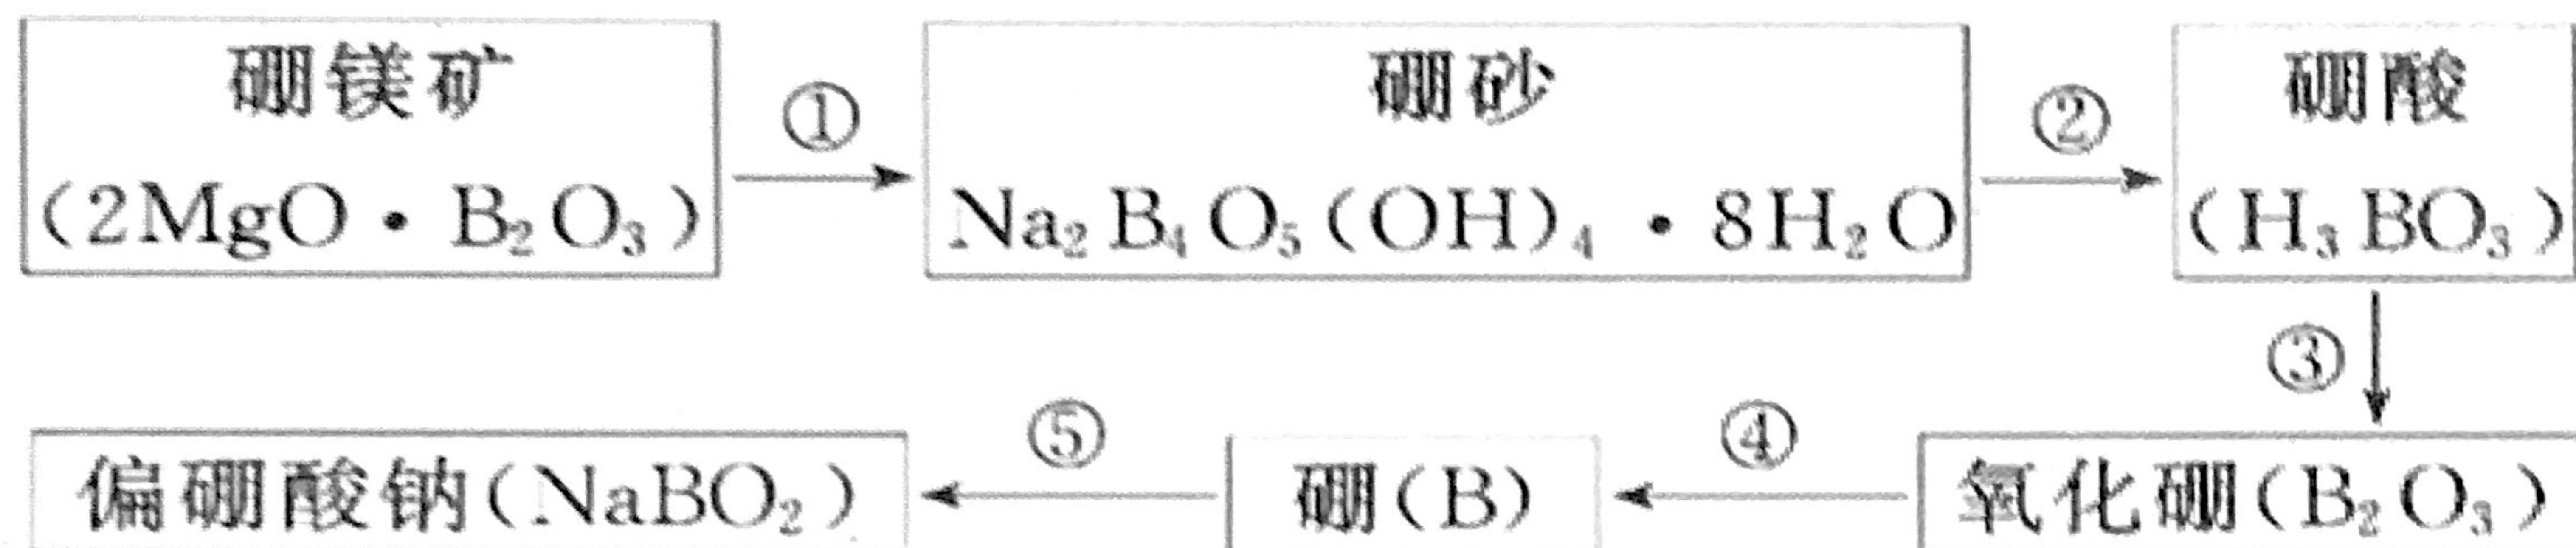 硼镁矿
(2MgO·B₂O₃)
①
硼砂
Na₂B₄O₅(OH)₄·8H₂O
②
硼酸
(H₃BO₃)
③
氧化硼(B₂O₃)
④
硼(B)
⑤
偏硼酸钠(NaBO₂)